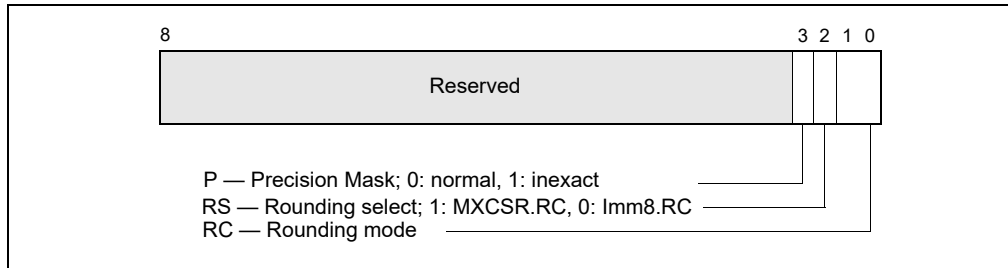 8 3 2 1 0
Reserved
P — Precision Mask; 0: normal, 1: inexact
RS — Rounding select; 1: MXCSR.RC, 0: Imm8.RC
RC — Rounding mode